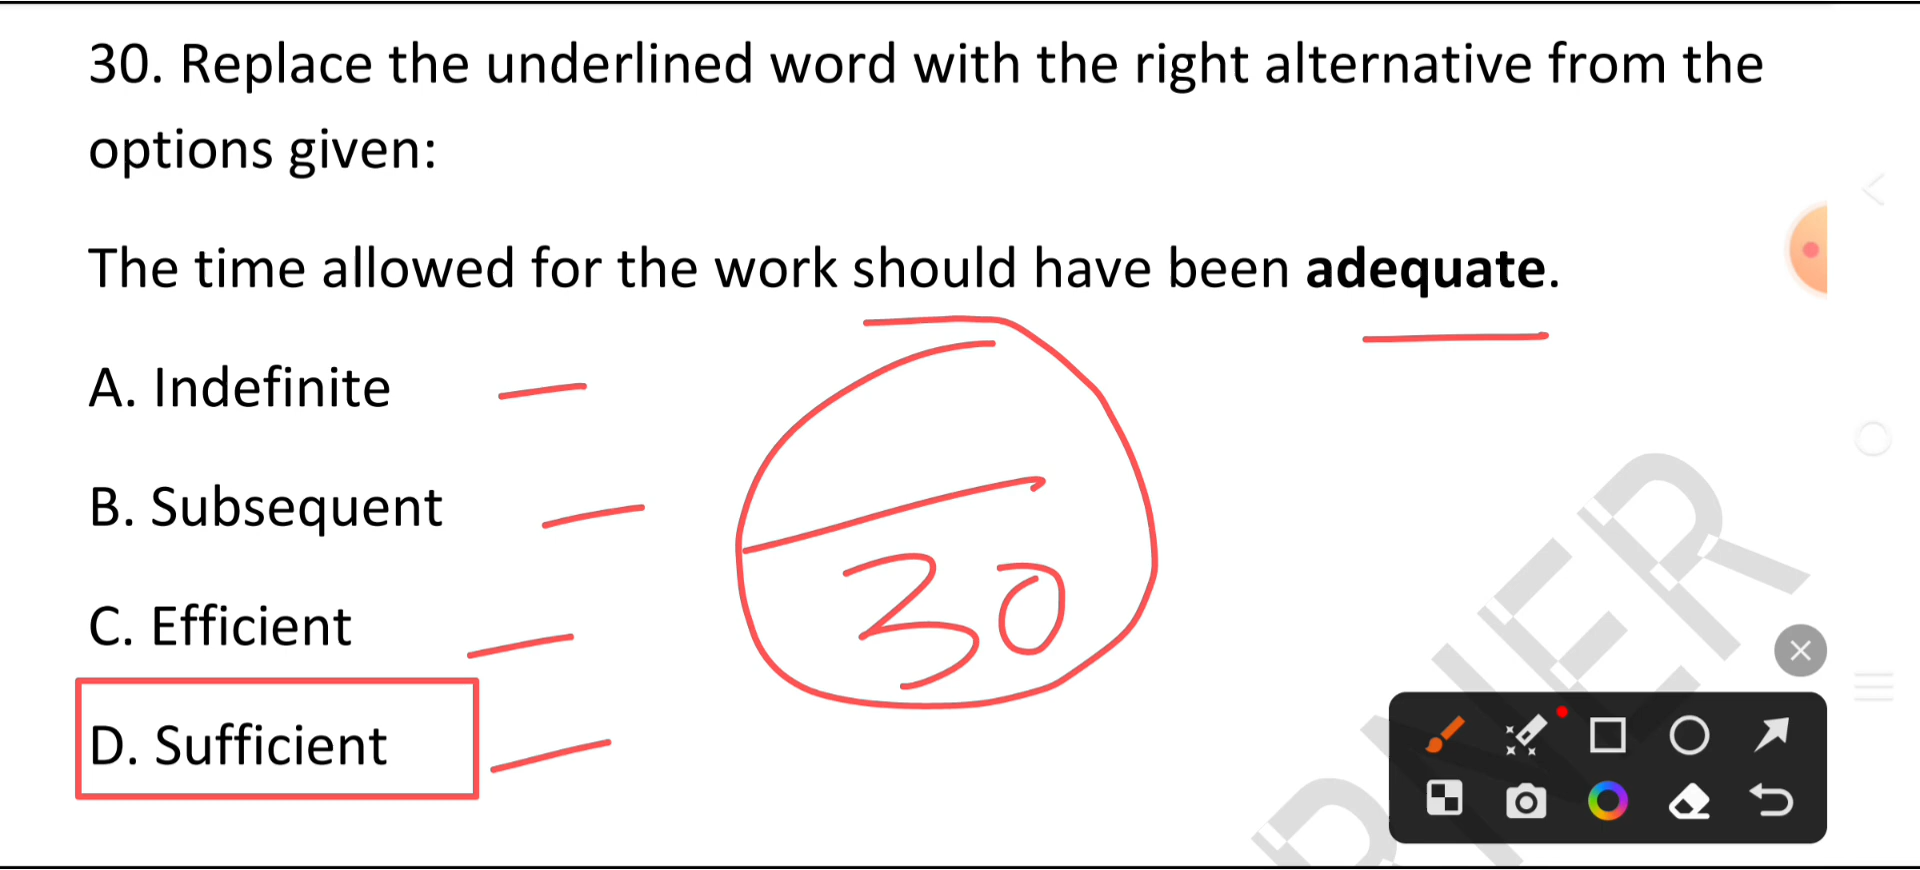 30. Replace the underlined word with the right alternative from the
options given:
The time allowed for the work should have been adequate.
A. Indefinite
B. Subsequent
C. Efficient
D. Sufficient
30
RNER